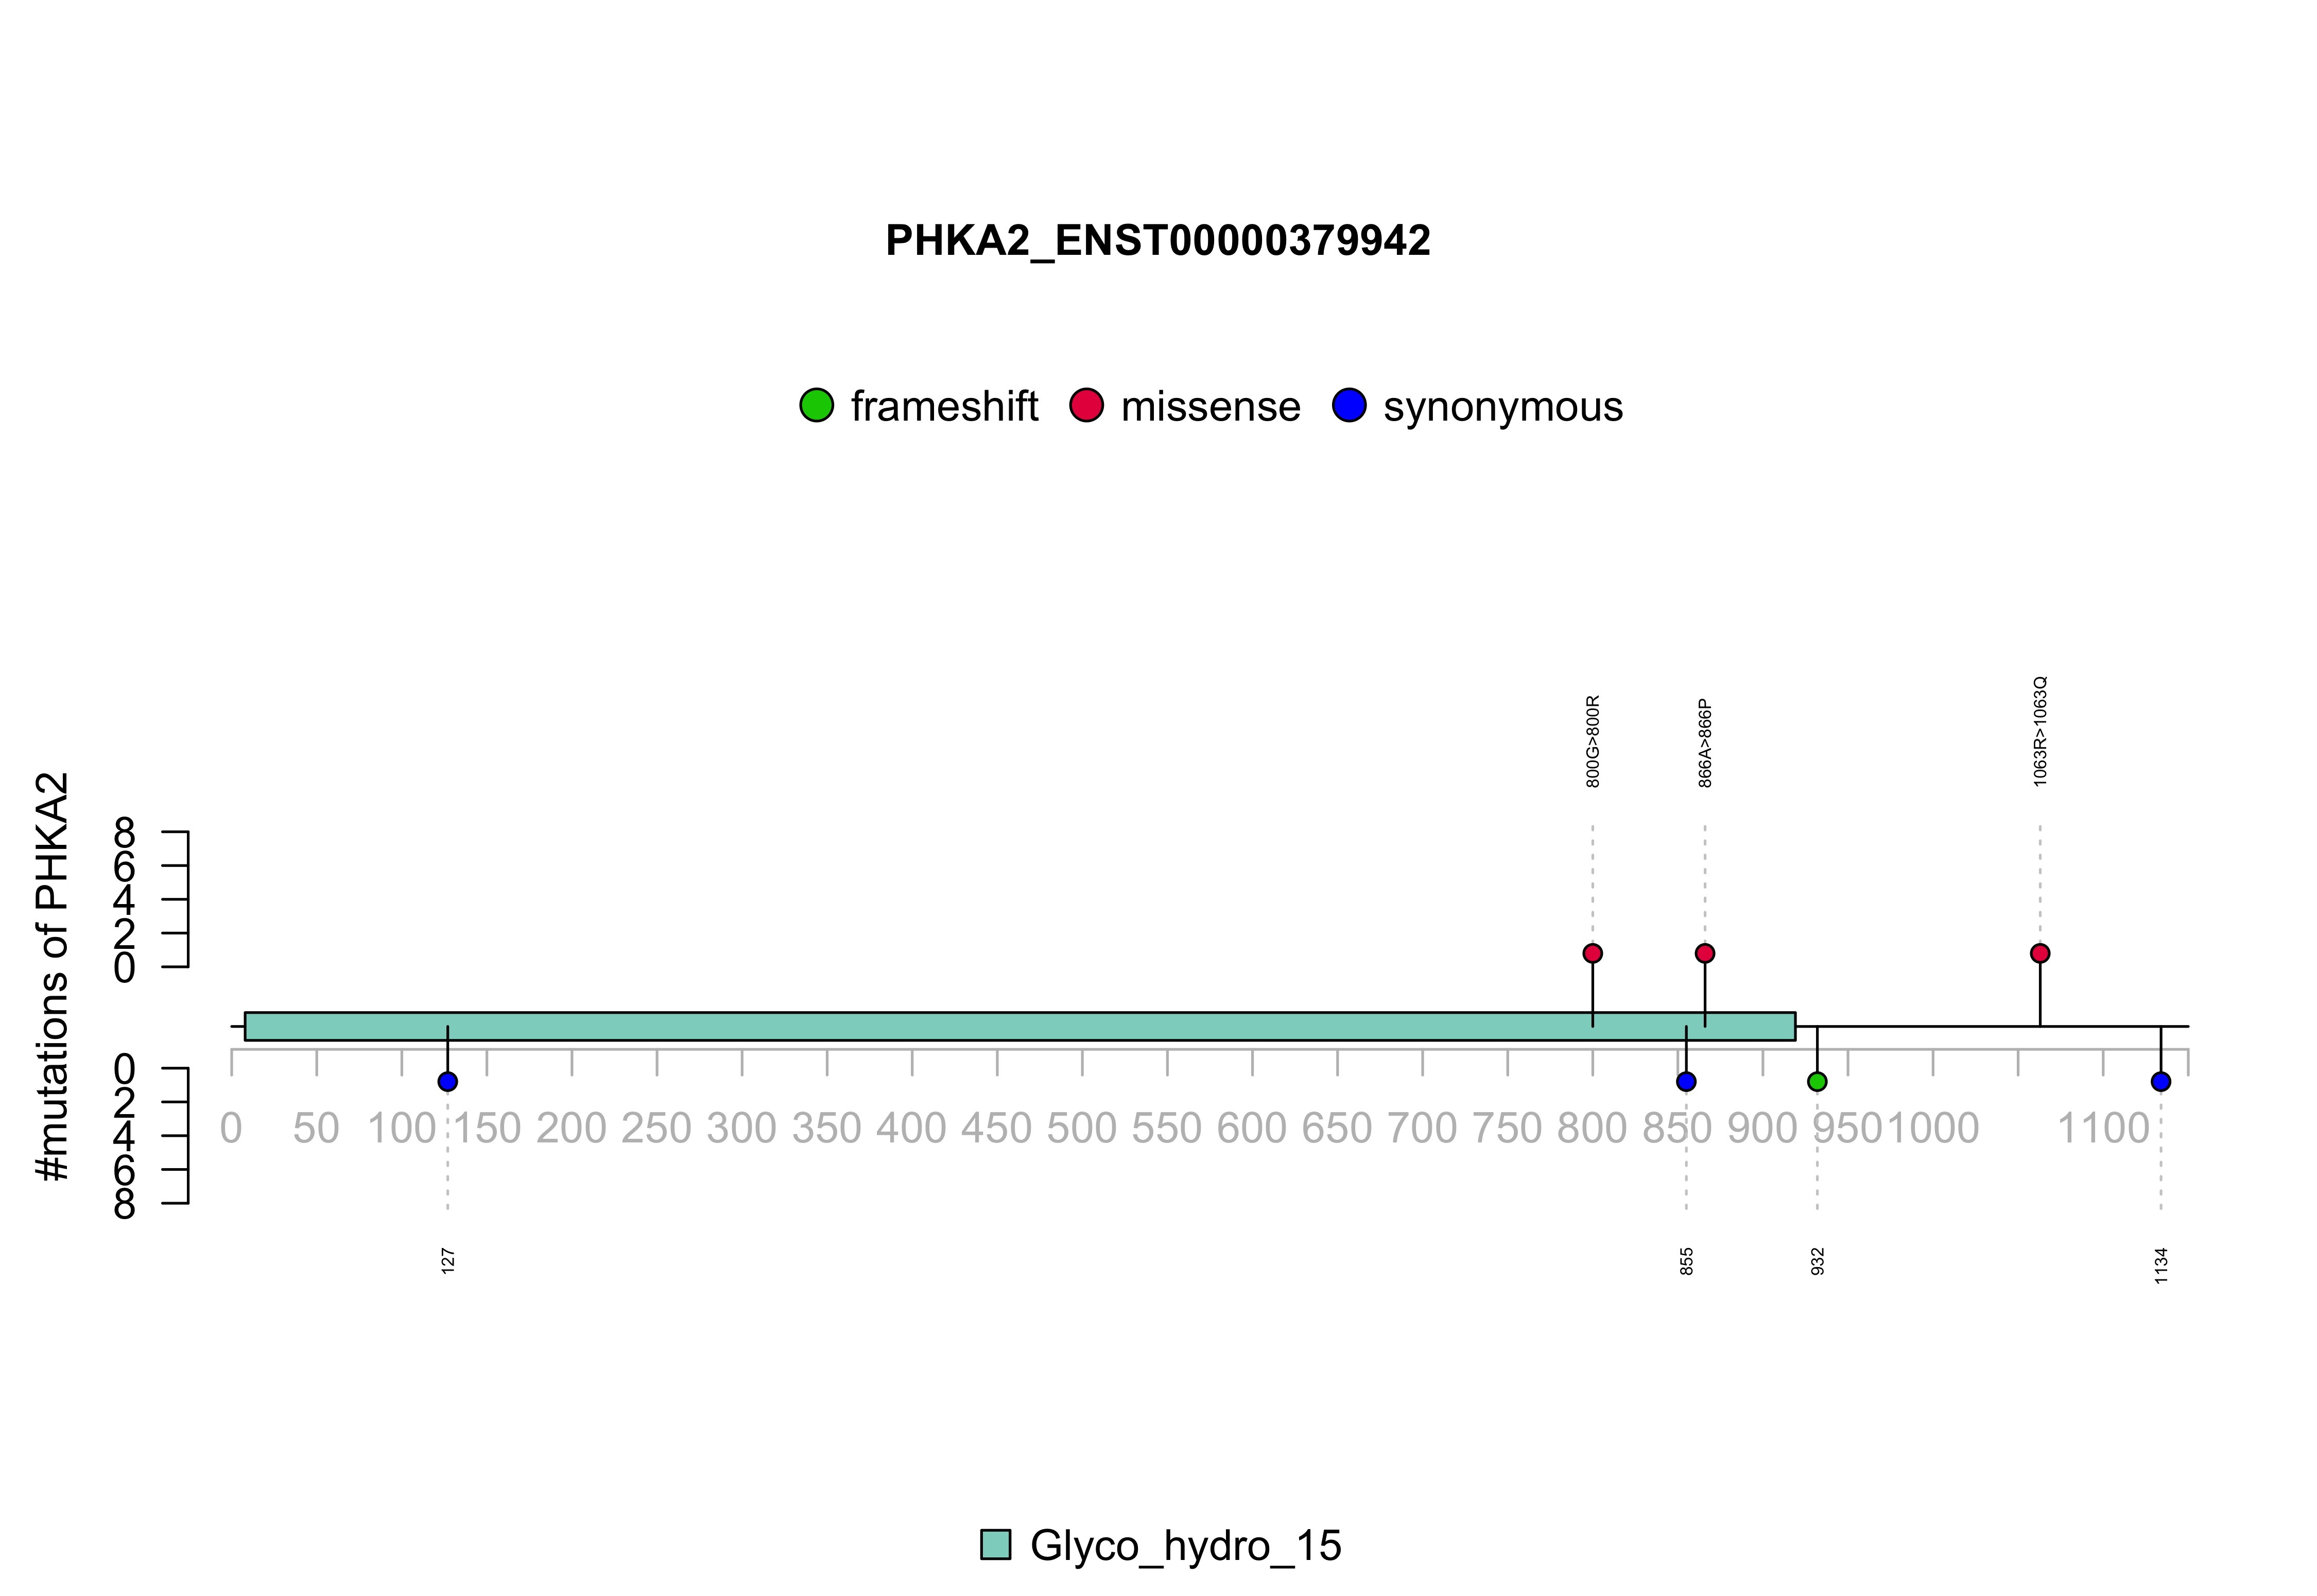 PHKA2_ENST00000379942
frameshift missense synonymous
800G>800R
866A>866P
1063R>1063Q
#mutations of PHKA2
8
6
4
2
0
0
2
4
6
8
0 50 100 150 200 250 300 350 400 450 500 550 600 650 700 750 800 850 900 950 1000 1100
127
855
932
1134
Glyco_hydro_15